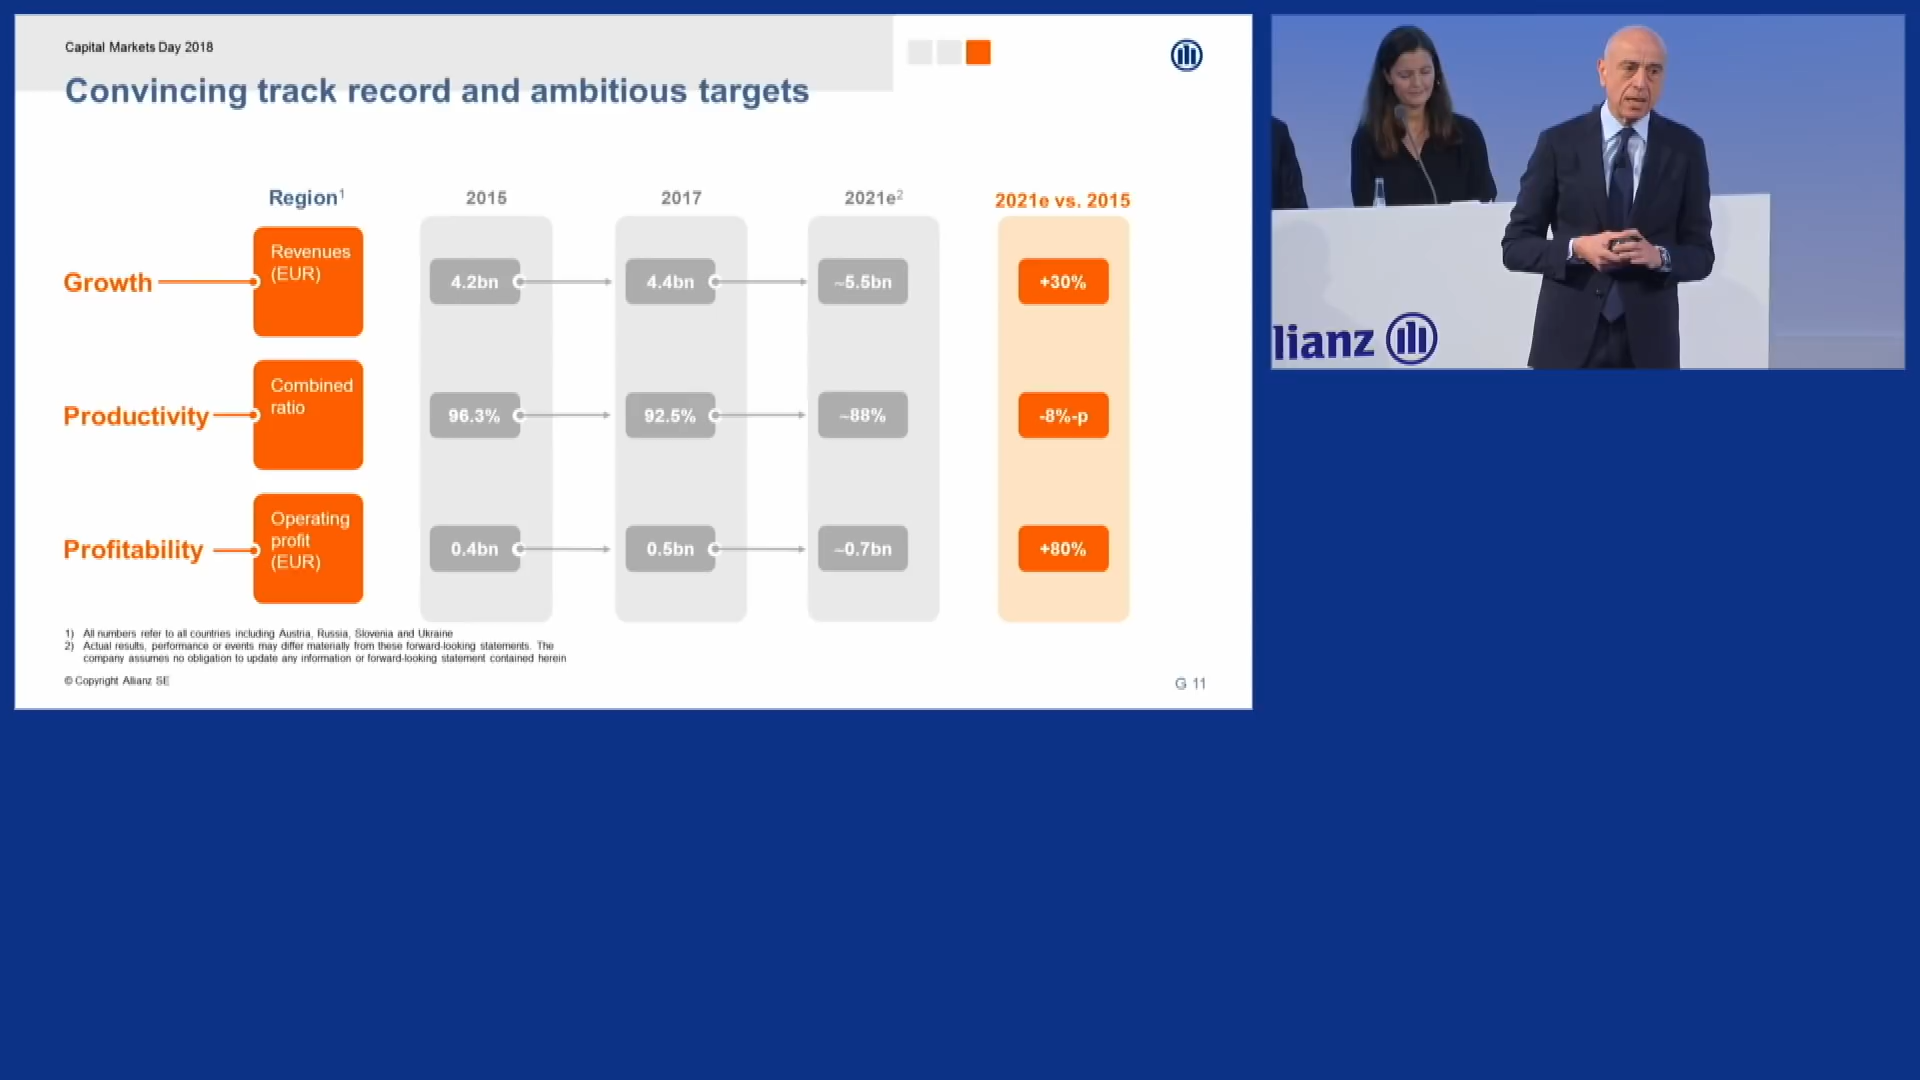 Capital Markets Day 2018
Convincing track record and ambitious targets
Region1
2015
2017
2021e2
2021e vs. 2015
Growth
Revenues
(EUR)
4.2bn
4.4bn
~5.5bn
+30%
Productivity
Combined
ratio
96.3%
92.5%
~88%
-8%-p
Profitability
Operating
profit
(EUR)
0.4bn
0.5bn
~0.7bn
+80%
1) All numbers refer to all countries including Austria, Russia, Slovenia and Ukraine
2) Actual results, performance or events may differ materially from these forward-looking statements. The
company assumes no obligation to update any information or forward-looking statement contained herein
© Copyright Allianz SE
G 11
llianz